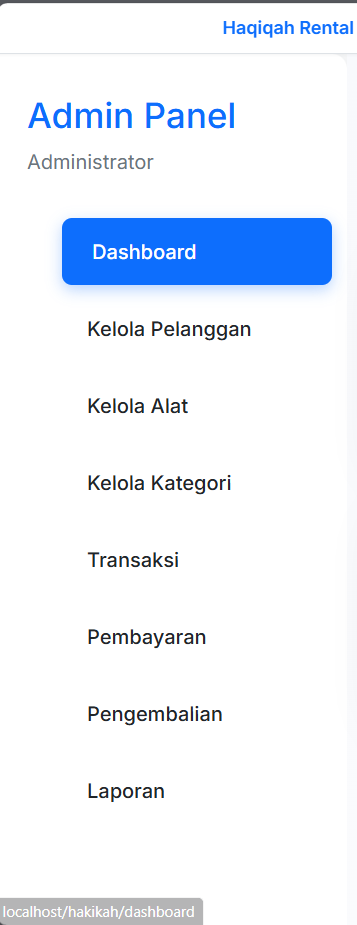 Haqiqah Rental
Admin Panel
Administrator
Dashboard
Kelola Pelanggan
Kelola Alat
Kelola Kategori
Transaksi
Pembayaran
Pengembalian
Laporan
localhost/hakikah/dashboard